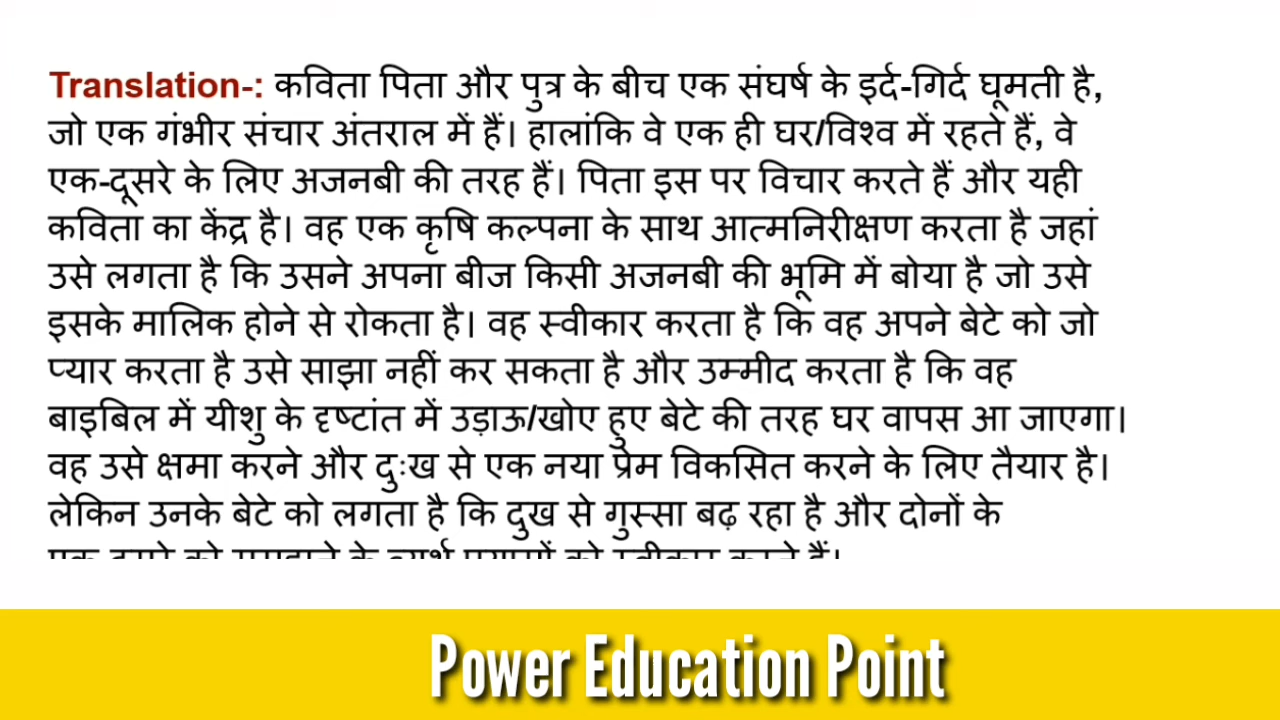 Translation-: कविता पिता और पुत्र के बीच एक संघर्ष के इर्द-गिर्द घूमती है,
जो एक गंभीर संचार अंतराल में हैं। हालांकि वे एक ही घर/विश्व में रहते हैं, वे
एक-दूसरे के लिए अजनबी की तरह हैं। पिता इस पर विचार करते हैं और यही
कविता का केंद्र है। वह एक कृषि कल्पना के साथ आत्मनिरीक्षण करता है जहां
उसे लगता है कि उसने अपना बीज किसी अजनबी की भूमि में बोया है जो उसे
इसके मालिक होने से रोकता है। वह स्वीकार करता है कि वह अपने बेटे को जो
प्यार करता है उसे साझा नहीं कर सकता है और उम्मीद करता है कि वह
बाइबिल में यीशु के दृष्टांत में उड़ाऊ/खोए हुए बेटे की तरह घर वापस आ जाएगा।
वह उसे क्षमा करने और दुःख से एक नया प्रेम विकसित करने के लिए तैयार है।
लेकिन उनके बेटे को लगता है कि दुख से गुस्सा बढ़ रहा है और दोनों के
Power Education Point